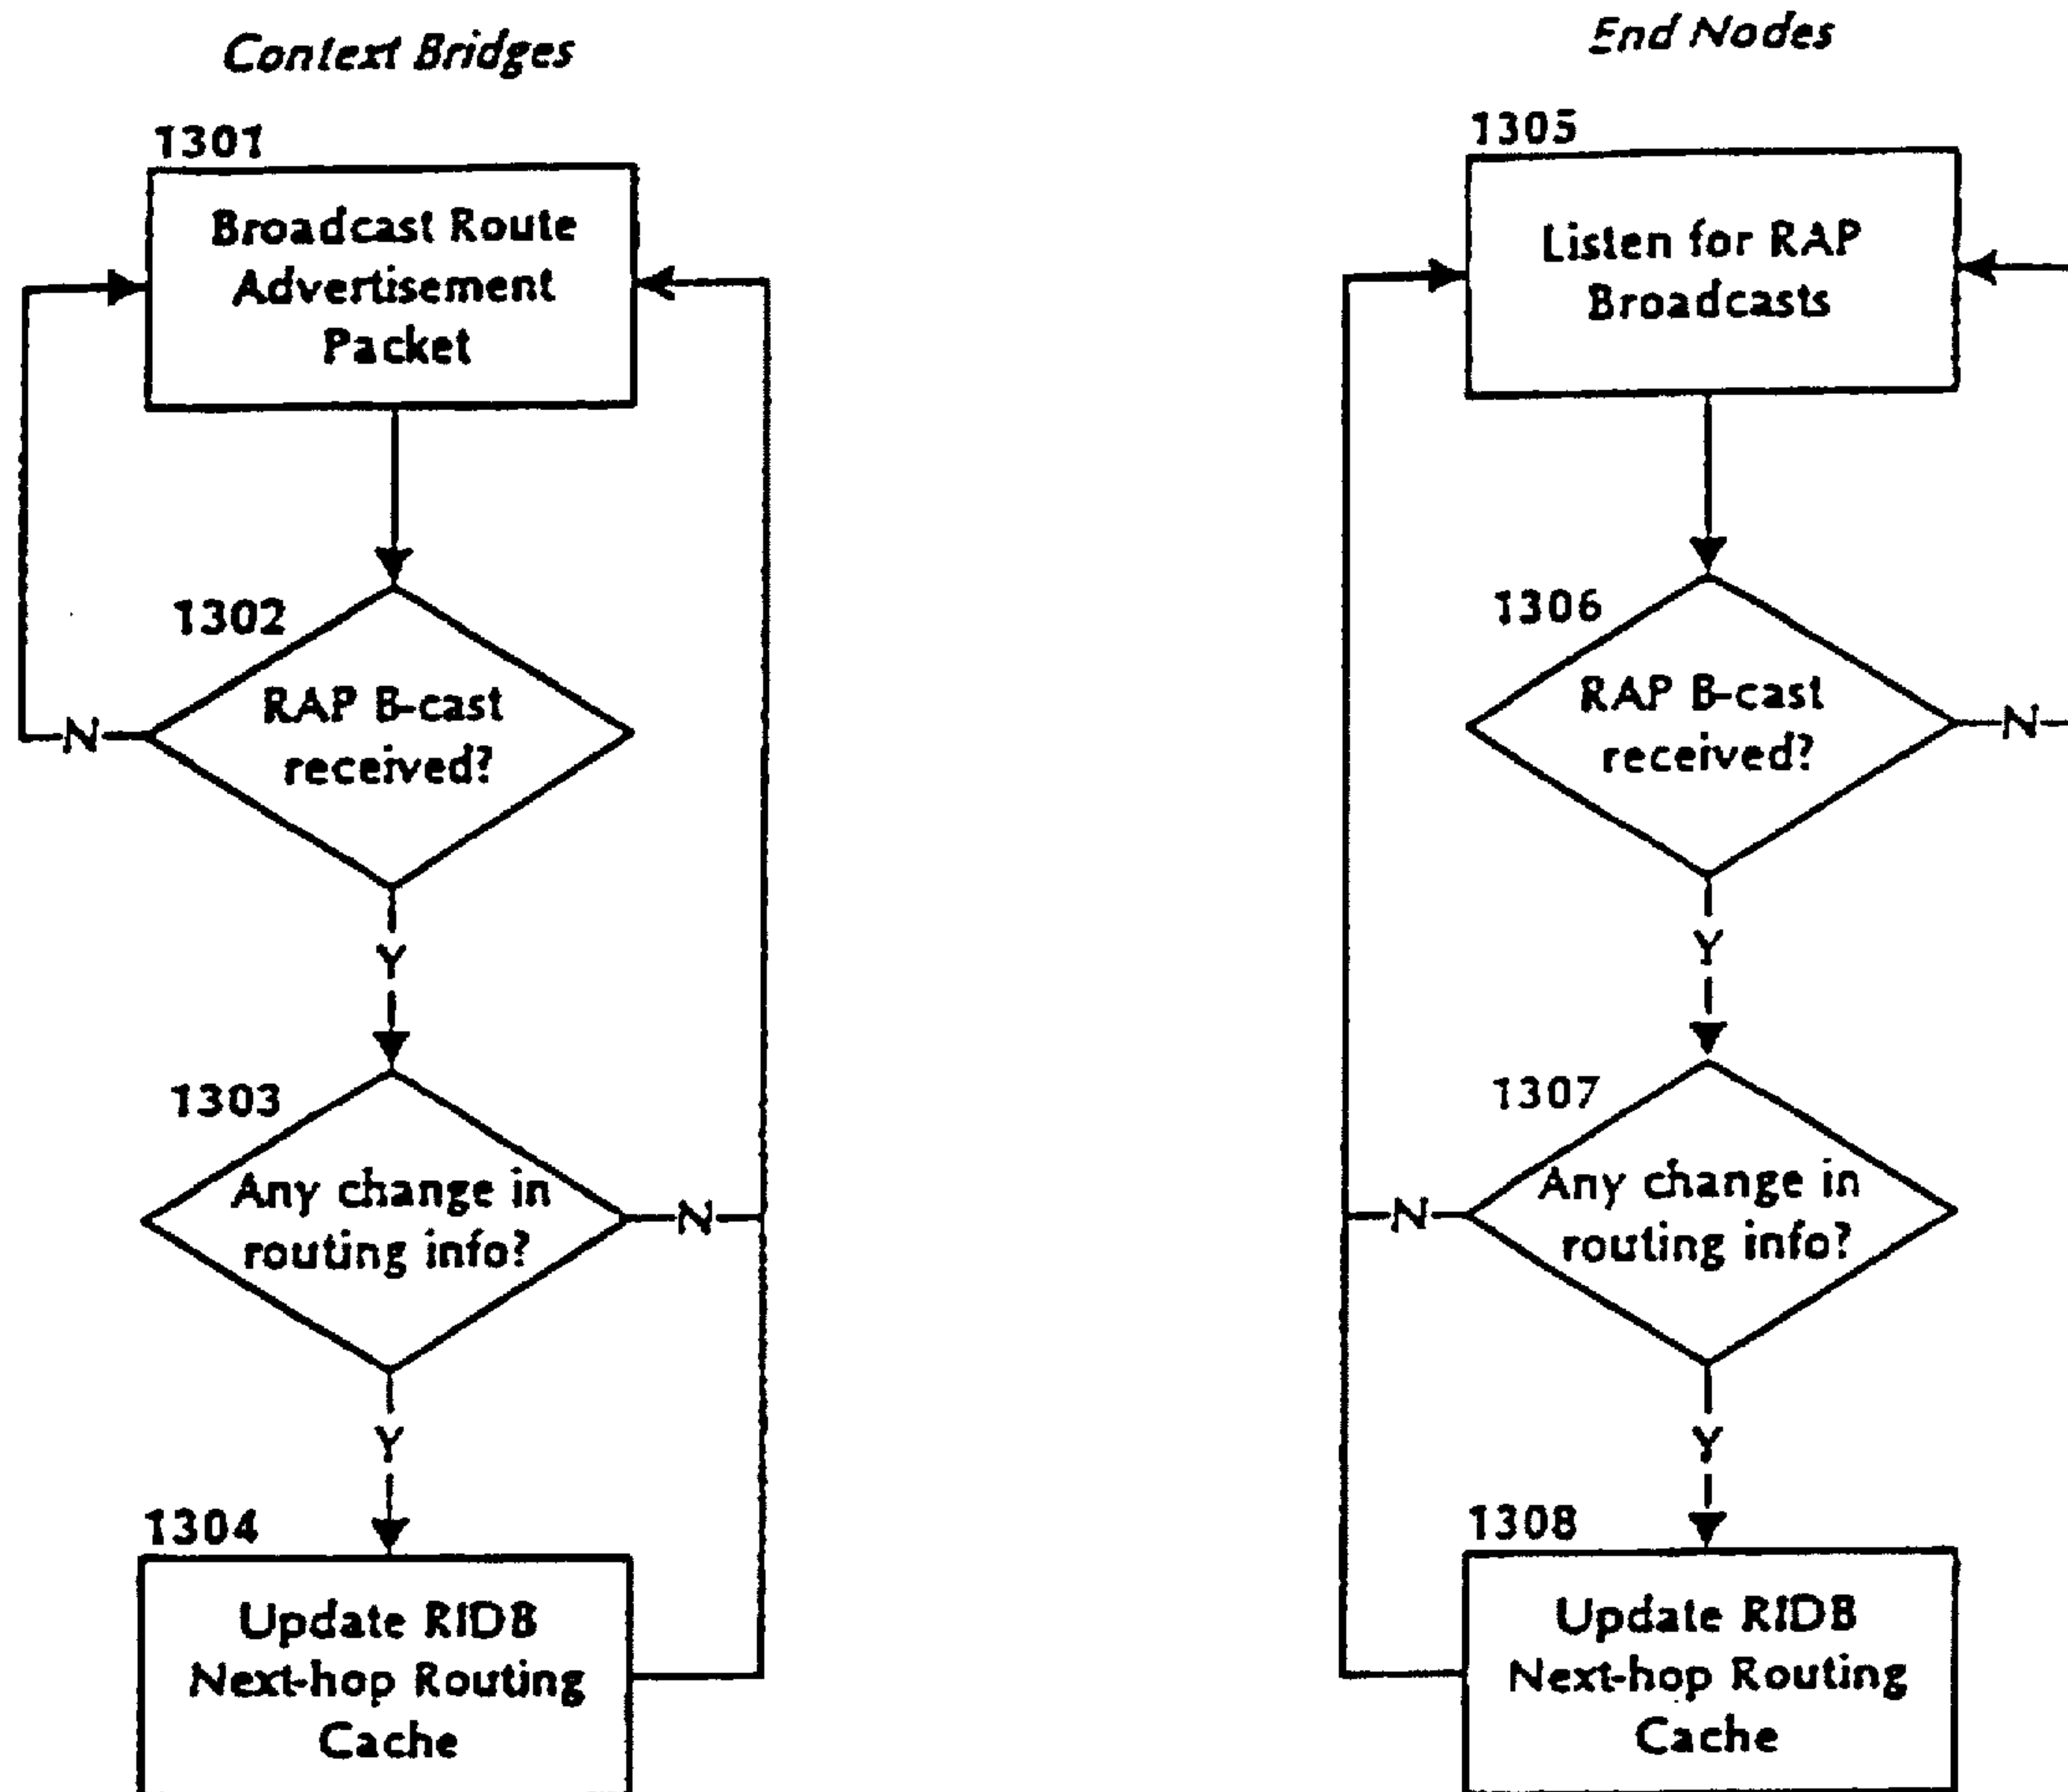 Context Bridges
1301
Broadcast Route
Advertisement
Packet
1302
RAP B-cast
received?
N
Y
1303
Any change in
routing info?
N
Y
1304
Update RIDB
Next-hop Routing
Cache
End Nodes
1305
Listen for RAP
Broadcasts
1306
RAP B-cast
received?
N
Y
1307
Any change in
routing info?
N
Y
1308
Update RIDB
Next-hop Routing
Cache